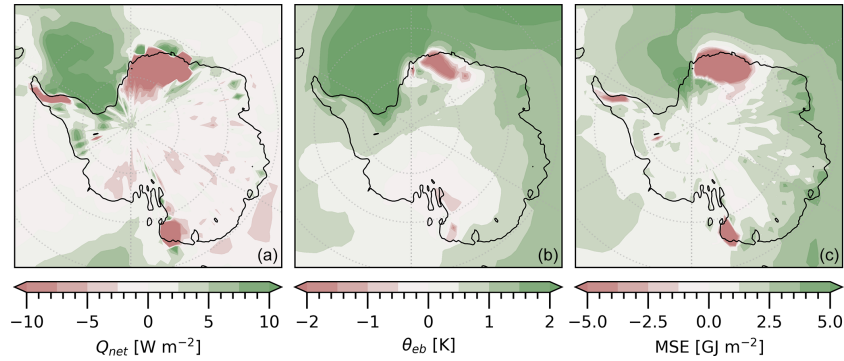 (a)
(b)
(c)
−10 −5 0 5 10
−2 −1 0 1 2
−5.0 −2.5 0.0 2.5 5.0
Q_net [W m⁻²]
θ_eb [K]
MSE [GJ m⁻²]